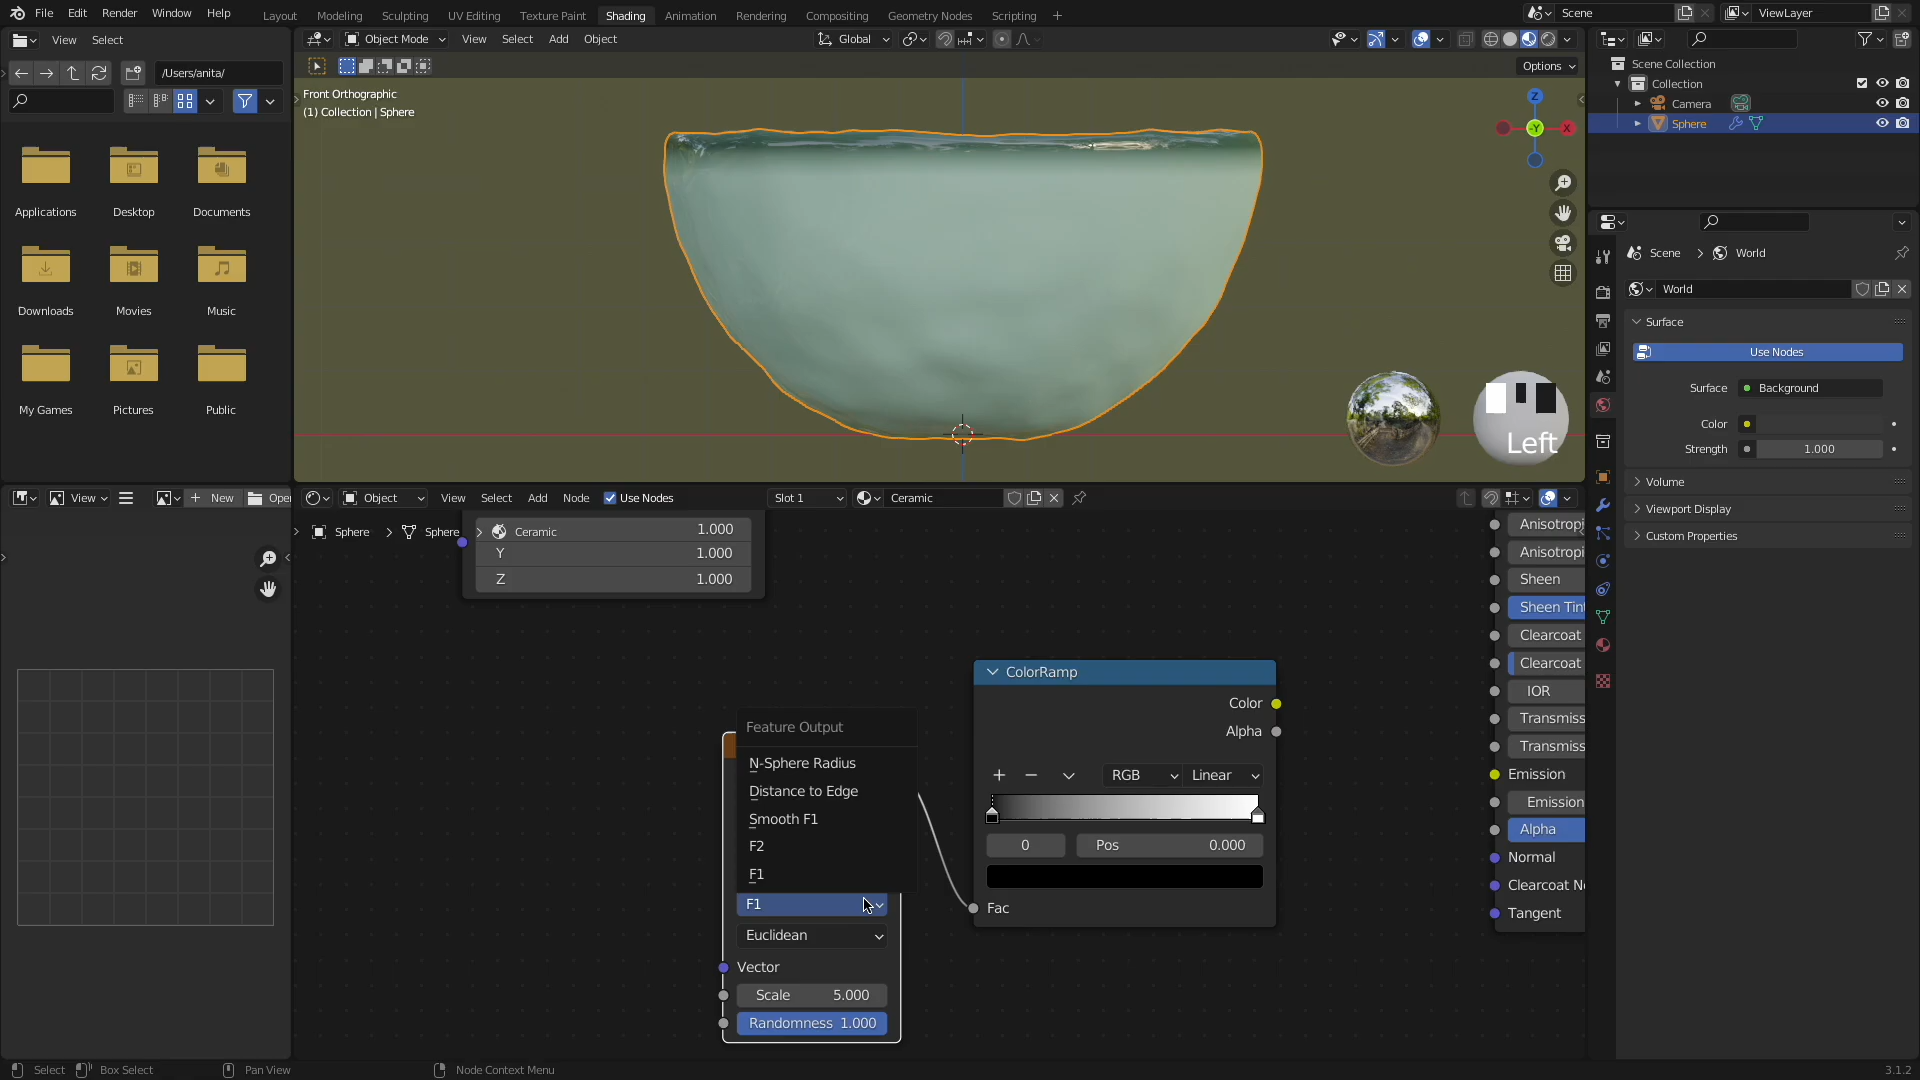 File Edit Render Window Help
Layout Modeling Sculpting UV Editing Texture Paint Shading Animation Rendering Compositing Geometry Nodes Scripting +
Scene
ViewLayer
View Select
Object Mode View Select Add Object
Global
/Users/anita/
Options
Front Orthographic
(1) Collection | Sphere
Z
-Y
X
Applications
Desktop
Documents
Downloads
Movies
Music
My Games
Pictures
Public
Left
Scene Collection
Collection
Camera
Sphere
Scene > World
World
Surface
Use Nodes
Surface Background
Color
Strength 1.000
Volume
Viewport Display
Custom Properties
View New Open
Object View Select Add Node Use Nodes Slot 1 Ceramic
Sphere > Sphere > Ceramic 1.000
Y 1.000
Z 1.000
Feature Output
N-Sphere Radius
Distance to Edge
Smooth F1
F2
F1
F1
Euclidean
Vector
Scale 5.000
Randomness 1.000
ColorRamp
Color
Alpha
RGB Linear
0 Pos 0.000
Fac
Anisotropi
Anisotropi
Sheen
Sheen Tin
Clearcoat
Clearcoat
IOR
Transmiss
Transmiss
Emission
Emission
Alpha
Normal
Clearcoat N
Tangent
Select Box Select Pan View Node Context Menu 3.1.2